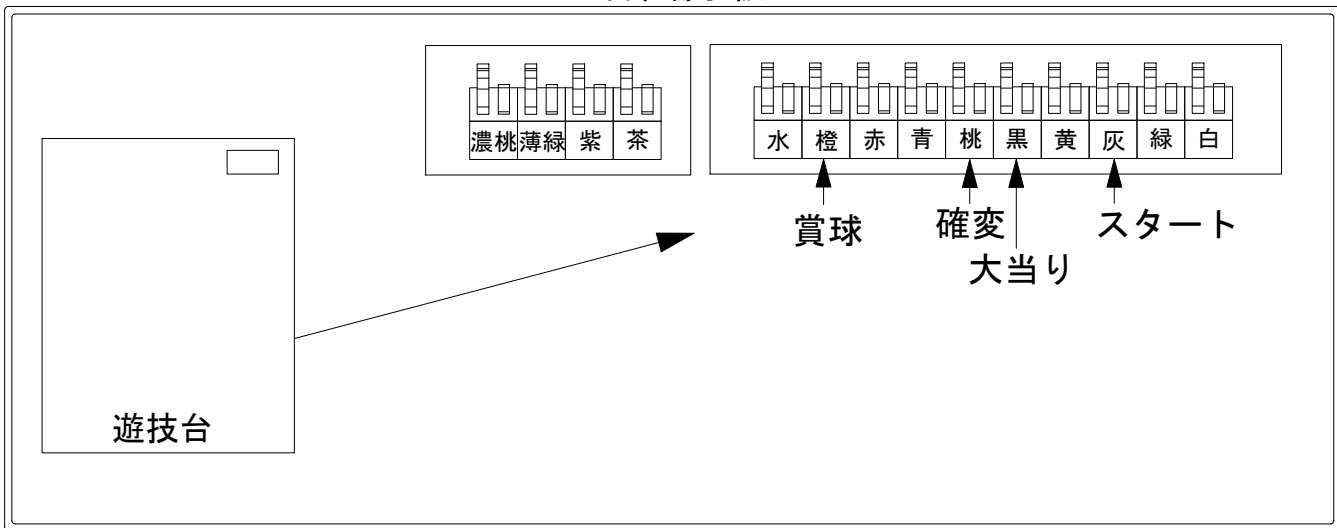 濃桃 薄緑 紫 茶
水 橙 赤 青 桃 黒 黄 灰 緑 白
賞球 確変 スタート
大当り
遊技台